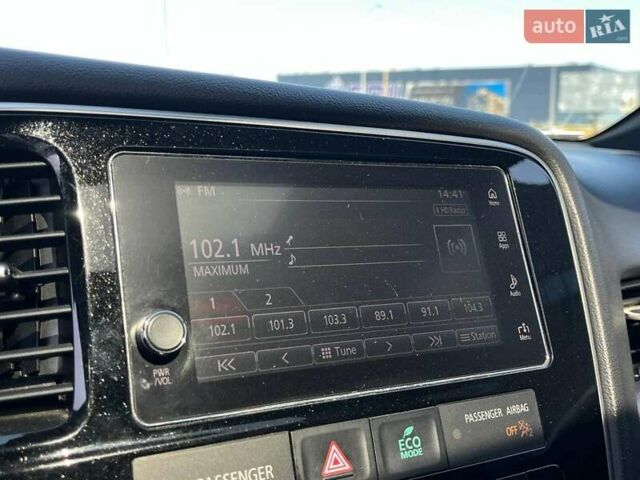 auto RIA.com
FM 14:41
HD Radio
Home
102.1 MHz
MAXIMUM
Apps
1 2
Audio
102.1 101.3 103.3 89.1 91.1 104.3
Tune Station
Menu
PWR
/VOL
PASSENGER AIRBAG
OFF
ECO
MODE
PASSENGER